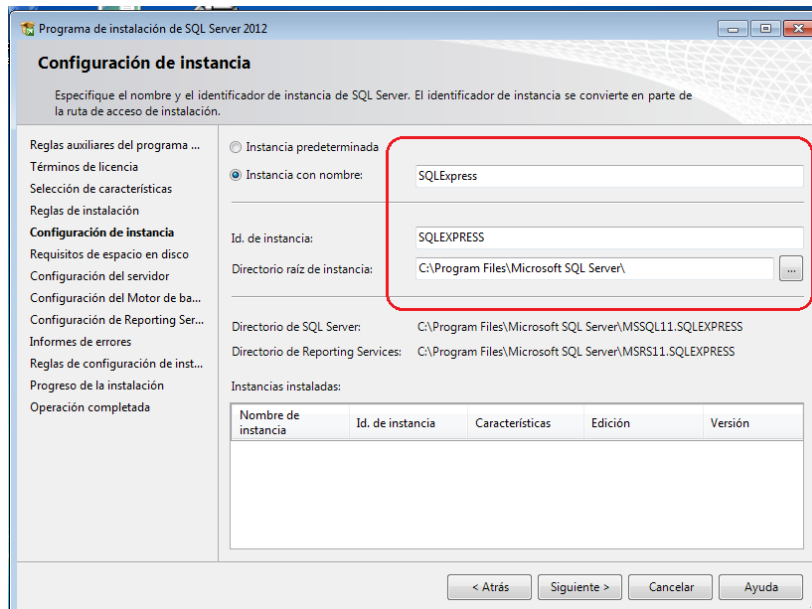 Programa de instalación de SQL Server 2012
Configuración de instancia
Especifique el nombre y el identificador de instancia de SQL Server. El identificador de instancia se convierte en parte de
la ruta de acceso de instalación.
Reglas auxiliares del programa ...
Términos de licencia
Selección de características
Reglas de instalación
Configuración de instancia
Requisitos de espacio en disco
Configuración del servidor
Configuración del Motor de ba...
Configuración de Reporting Ser...
Informes de errores
Reglas de configuración de inst...
Progreso de la instalación
Operación completada
Instancia predeterminada
Instancia con nombre: SQLExpress
Id. de instancia: SQLEXPRESS
Directorio raíz de instancia: C:\Program Files\Microsoft SQL Server\ ...
Directorio de SQL Server: C:\Program Files\Microsoft SQL Server\MSSQL11.SQLEXPRESS
Directorio de Reporting Services: C:\Program Files\Microsoft SQL Server\MSRS11.SQLEXPRESS
Instancias instaladas:
Nombre de
instancia Id. de instancia Características Edición Versión
< Atrás Siguiente > Cancelar Ayuda